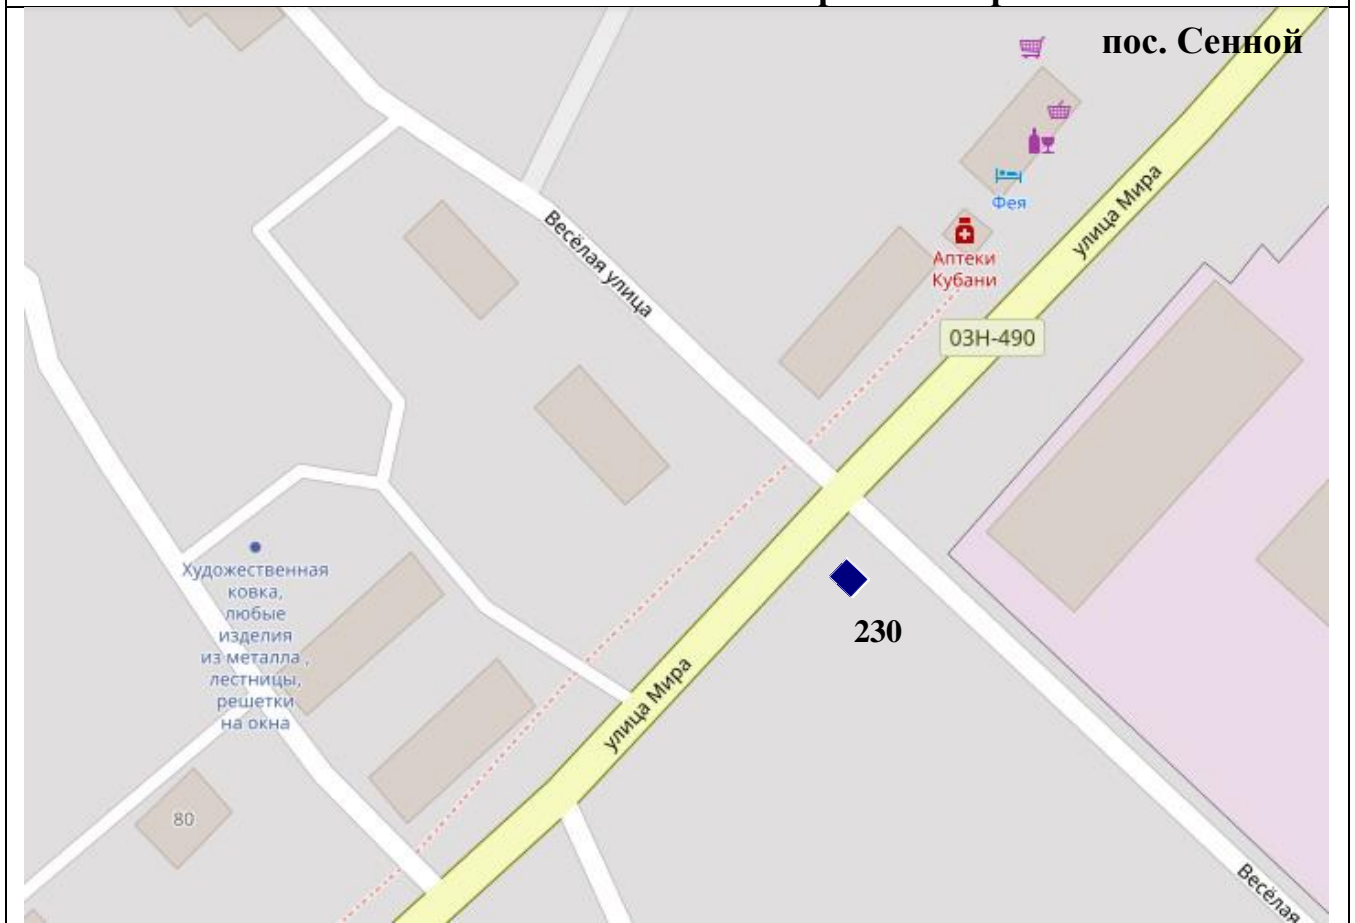 пос. Сенной
улица Мира
Фея
Весёлая улица
Аптеки
Кубани
03Н-490
Художественная
ковка,
любые
изделия
из металла ,
лестницы,
решетки
на окна
230
улица Мира
80
Весёлая